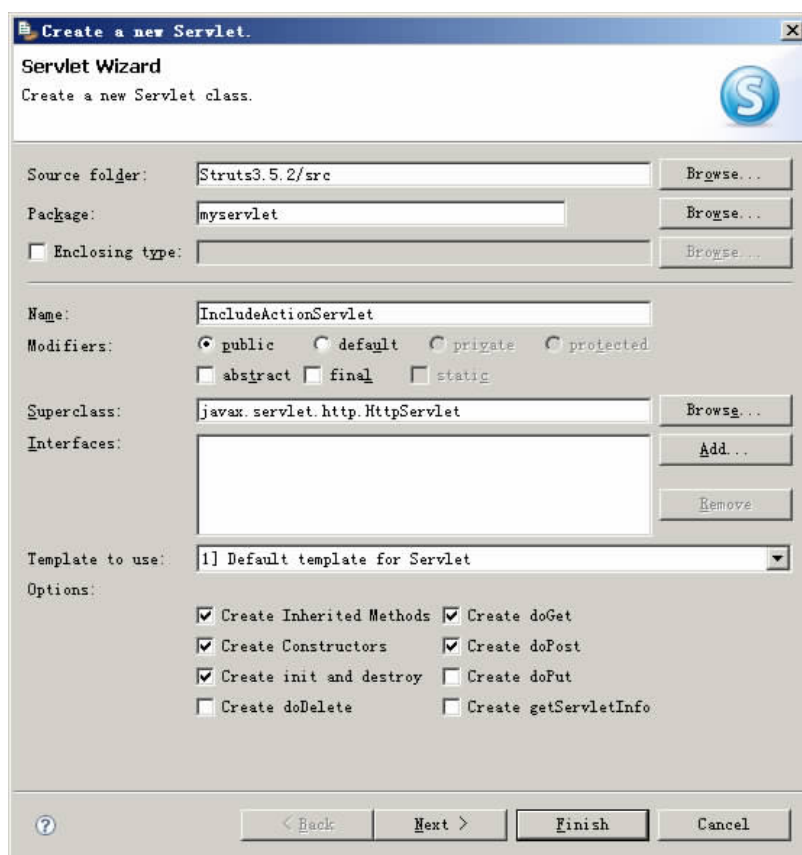 Create a new Servlet.
Servlet Wizard
Create a new Servlet class.
S
Source folder: Struts3.5.2/src Browse...
Package: myservlet Browse...
Enclosing type: Browse...
Name: IncludeActionServlet
Modifiers: public default private protected
abstract final static
Superclass: javax.servlet.http.HttpServlet Browse...
Interfaces: Add...
Remove
Template to use: 1] Default template for Servlet
Options:
Create Inherited Methods Create doGet
Create Constructors Create doPost
Create init and destroy Create doPut
Create doDelete Create getServletInfo
? < Back Next > Finish Cancel